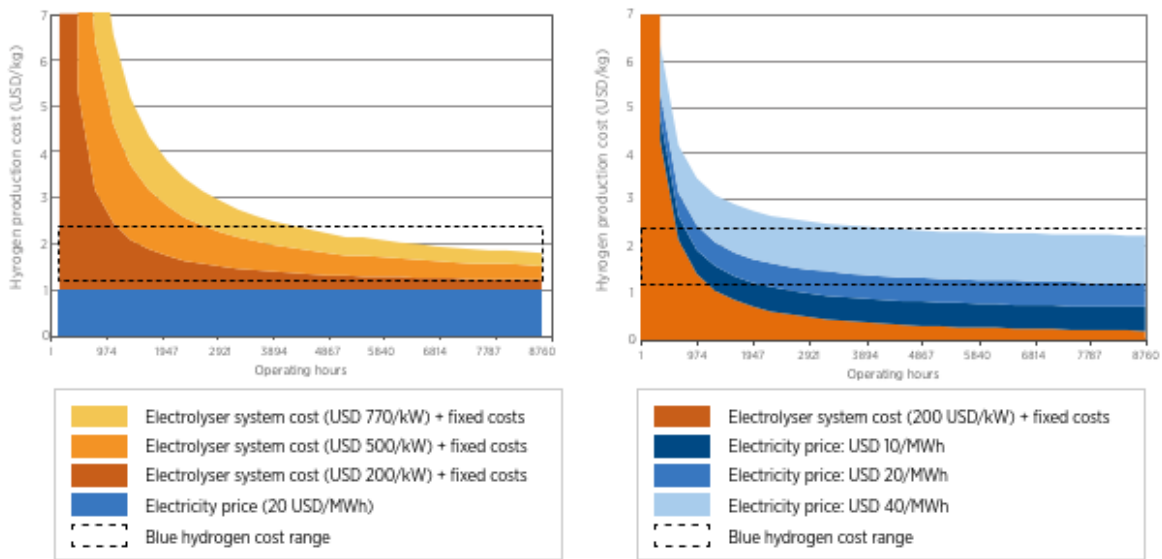 Hyrogen production cost (USD/kg)
7
6
5
4
3
2
1
0
1 974 1947 2921 3894 4867 5840 6814 7787 8760
Operating hours
Electrolyser system cost (USD 770/kW) + fixed costs
Electrolyser system cost (USD 500/kW) + fixed costs
Electrolyser system cost (USD 200/kW) + fixed costs
Electricity price (20 USD/MWh)
Blue hydrogen cost range
Hyrogen production cost (USD/kg)
7
6
5
4
3
2
1
0
1 974 1947 2921 3894 4867 5840 6814 7787 8760
Operating hours
Electrolyser system cost (200 USD/kW) + fixed costs
Electricity price: USD 10/MWh
Electricity price: USD 20/MWh
Electricity price: USD 40/MWh
Blue hydrogen cost range